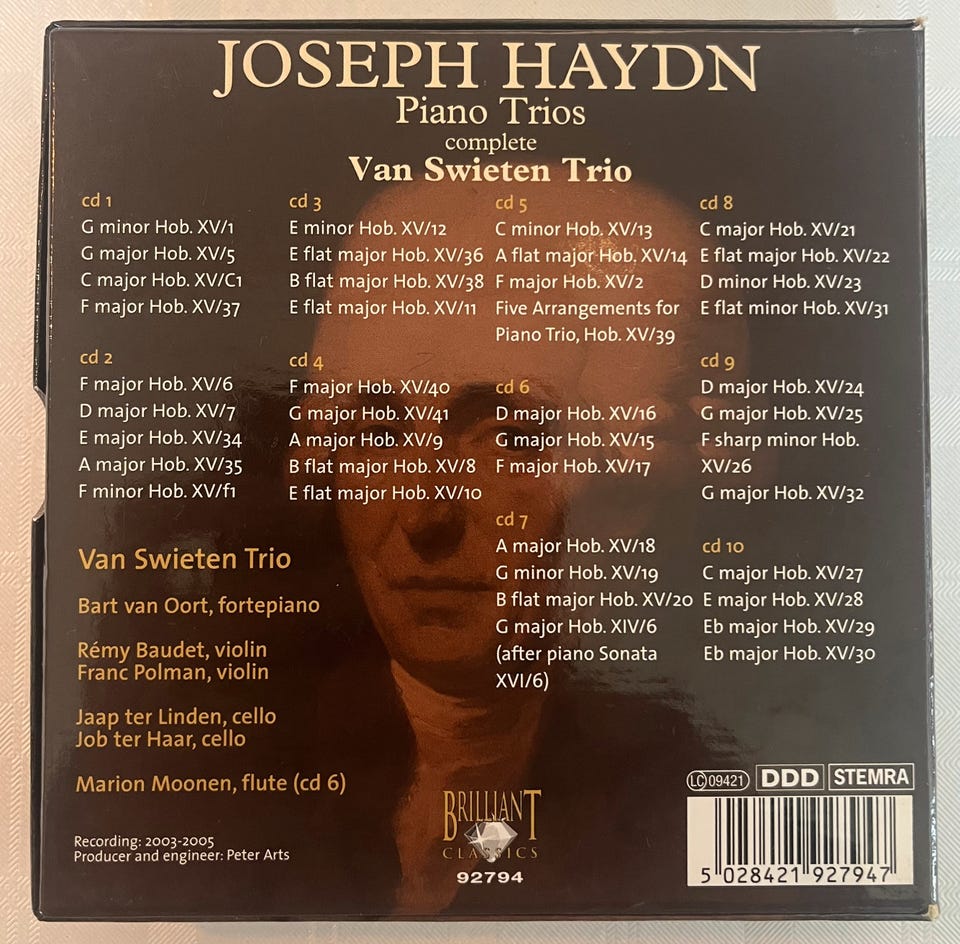 JOSEPH HAYDN
Piano Trios
complete
Van Swieten Trio
cd 1
G minor Hob. XV/1
G major Hob. XV/5
C major Hob. XV/C1
F major Hob. XV/37
cd 2
F major Hob. XV/6
D major Hob. XV/7
E major Hob. XV/34
A major Hob. XV/35
F minor Hob. XV/f1
Van Swieten Trio
Bart van Oort, fortepiano
Rémy Baudet, violin
Franc Polman, violin
Jaap ter Linden, cello
Job ter Haar, cello
Marion Moonen, flute (cd 6)
Recording: 2003-2005
Producer and engineer: Peter Arts
cd 3
E minor Hob. XV/12
E flat major Hob. XV/36
B flat major Hob. XV/38
E flat major Hob. XV/11
cd 4
F major Hob. XV/40
G major Hob. XV/41
A major Hob. XV/9
B flat major Hob. XV/8
E flat major Hob. XV/10
cd 5
C minor Hob. XV/13
A flat major Hob. XV/14
F major Hob. XV/2
Five Arrangements for
Piano Trio, Hob. XV/39
cd 6
D major Hob. XV/16
G major Hob. XV/15
F major Hob. XV/17
cd 7
A major Hob. XV/18
G minor Hob. XV/19
B flat major Hob. XV/20
G major Hob. XIV/6
(after piano Sonata
XVI/6)
cd 8
C major Hob. XV/21
E flat major Hob. XV/22
D minor Hob. XV/23
E flat minor Hob. XV/31
cd 9
D major Hob. XV/24
G major Hob. XV/25
F sharp minor Hob.
XV/26
G major Hob. XV/32
cd 10
C major Hob. XV/27
E major Hob. XV/28
Eb major Hob. XV/29
Eb major Hob. XV/30
BRILLIANT
CLASSICS
92794
LC 09421 DDD STEMRA
5 028421 927947